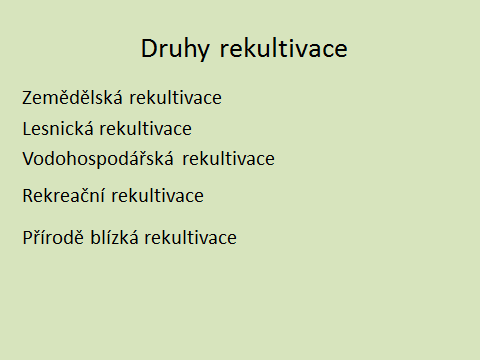 Druhy rekultivace
Zemědělská rekultivace
Lesnická rekultivace
Vodohospodářská rekultivace
Rekreační rekultivace
Přírodě blízká rekultivace